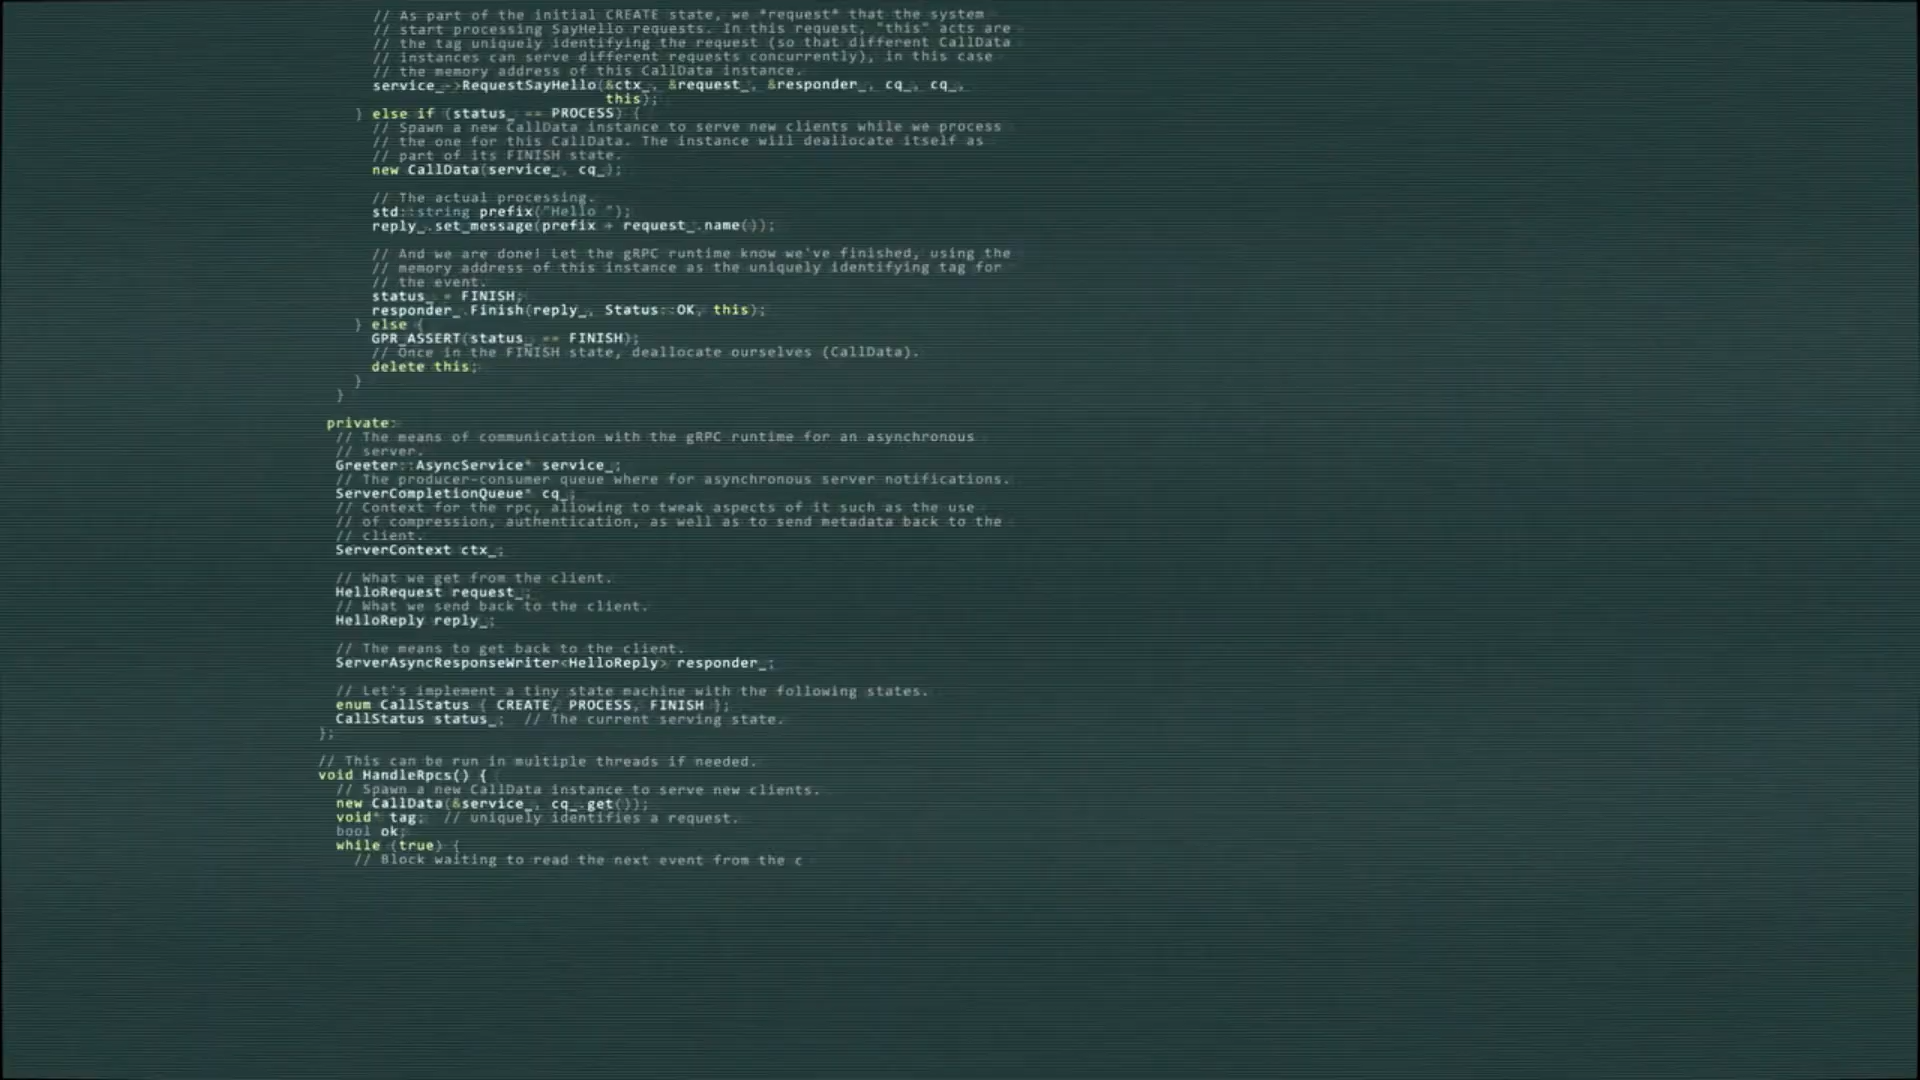 // As part of the initial CREATE state, we *request* that the system
// start processing SayHello requests. In this request, "this" acts are
// the tag uniquely identifying the request (so that different CallData
// instances can serve different requests concurrently), in this case
// the memory address of this CallData instance.
service_->RequestSayHello(&ctx_, &request_, &responder_, cq_, cq_,
this);
} else if (status_ == PROCESS) {
// Spawn a new CallData instance to serve new clients while we process
// the one for this CallData. The instance will deallocate itself as
// part of its FINISH state.
new CallData(service_, cq_);
// The actual processing.
std::string prefix("Hello ");
reply_.set_message(prefix + request_.name());
// And we are done! Let the gRPC runtime know we've finished, using the
// memory address of this instance as the uniquely identifying tag for
// the event.
status_ = FINISH;
responder_.Finish(reply_, Status::OK, this);
} else {
GPR_ASSERT(status_ == FINISH);
// Once in the FINISH state, deallocate ourselves (CallData).
delete this;
}
}
private:
// The means of communication with the gRPC runtime for an asynchronous
// server.
Greeter::AsyncService* service_;
// The producer-consumer queue where for asynchronous server notifications.
ServerCompletionQueue* cq_;
// Context for the rpc, allowing to tweak aspects of it such as the use
// of compression, authentication, as well as to send metadata back to the
// client.
ServerContext ctx_;
// What we get from the client.
HelloRequest request_;
// What we send back to the client.
HelloReply reply_;
// The means to get back to the client.
ServerAsyncResponseWriter<HelloReply> responder_;
// Let's implement a tiny state machine with the following states.
enum CallStatus { CREATE, PROCESS, FINISH };
CallStatus status_; // The current serving state.
};
// This can be run in multiple threads if needed.
void HandleRpcs() {
// Spawn a new CallData instance to serve new clients.
new CallData(&service_, cq_.get());
void* tag; // uniquely identifies a request.
bool ok;
while (true) {
// Block waiting to read the next event from the c